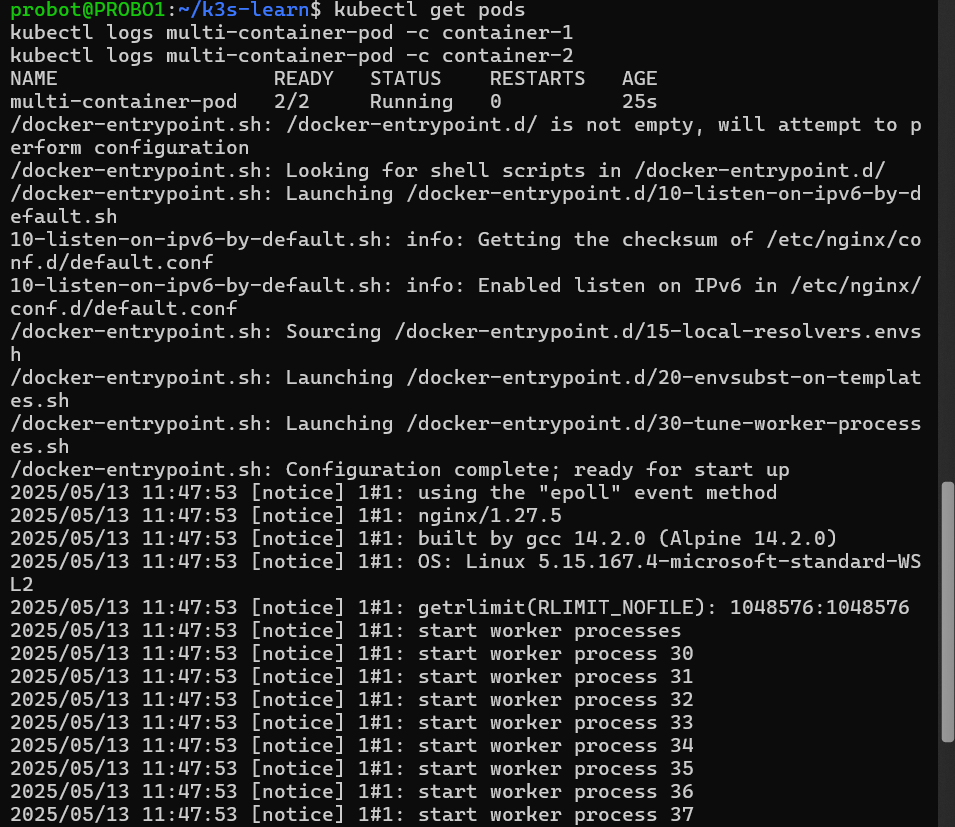 probot@PROBO1:~/k3s-learn$ kubectl get pods
kubectl logs multi-container-pod -c container-1
kubectl logs multi-container-pod -c container-2
NAME                  READY   STATUS    RESTARTS   AGE
multi-container-pod   2/2     Running   0          25s
/docker-entrypoint.sh: /docker-entrypoint.d/ is not empty, will attempt to p
erform configuration
/docker-entrypoint.sh: Looking for shell scripts in /docker-entrypoint.d/
/docker-entrypoint.sh: Launching /docker-entrypoint.d/10-listen-on-ipv6-by-d
efault.sh
10-listen-on-ipv6-by-default.sh: info: Getting the checksum of /etc/nginx/co
nf.d/default.conf
10-listen-on-ipv6-by-default.sh: info: Enabled listen on IPv6 in /etc/nginx/
conf.d/default.conf
/docker-entrypoint.sh: Sourcing /docker-entrypoint.d/15-local-resolvers.envs
h
/docker-entrypoint.sh: Launching /docker-entrypoint.d/20-envsubst-on-templat
es.sh
/docker-entrypoint.sh: Launching /docker-entrypoint.d/30-tune-worker-process
es.sh
/docker-entrypoint.sh: Configuration complete; ready for start up
2025/05/13 11:47:53 [notice] 1#1: using the "epoll" event method
2025/05/13 11:47:53 [notice] 1#1: nginx/1.27.5
2025/05/13 11:47:53 [notice] 1#1: built by gcc 14.2.0 (Alpine 14.2.0)
2025/05/13 11:47:53 [notice] 1#1: OS: Linux 5.15.167.4-microsoft-standard-WS
L2
2025/05/13 11:47:53 [notice] 1#1: getrlimit(RLIMIT_NOFILE): 1048576:1048576
2025/05/13 11:47:53 [notice] 1#1: start worker processes
2025/05/13 11:47:53 [notice] 1#1: start worker process 30
2025/05/13 11:47:53 [notice] 1#1: start worker process 31
2025/05/13 11:47:53 [notice] 1#1: start worker process 32
2025/05/13 11:47:53 [notice] 1#1: start worker process 33
2025/05/13 11:47:53 [notice] 1#1: start worker process 34
2025/05/13 11:47:53 [notice] 1#1: start worker process 35
2025/05/13 11:47:53 [notice] 1#1: start worker process 36
2025/05/13 11:47:53 [notice] 1#1: start worker process 37